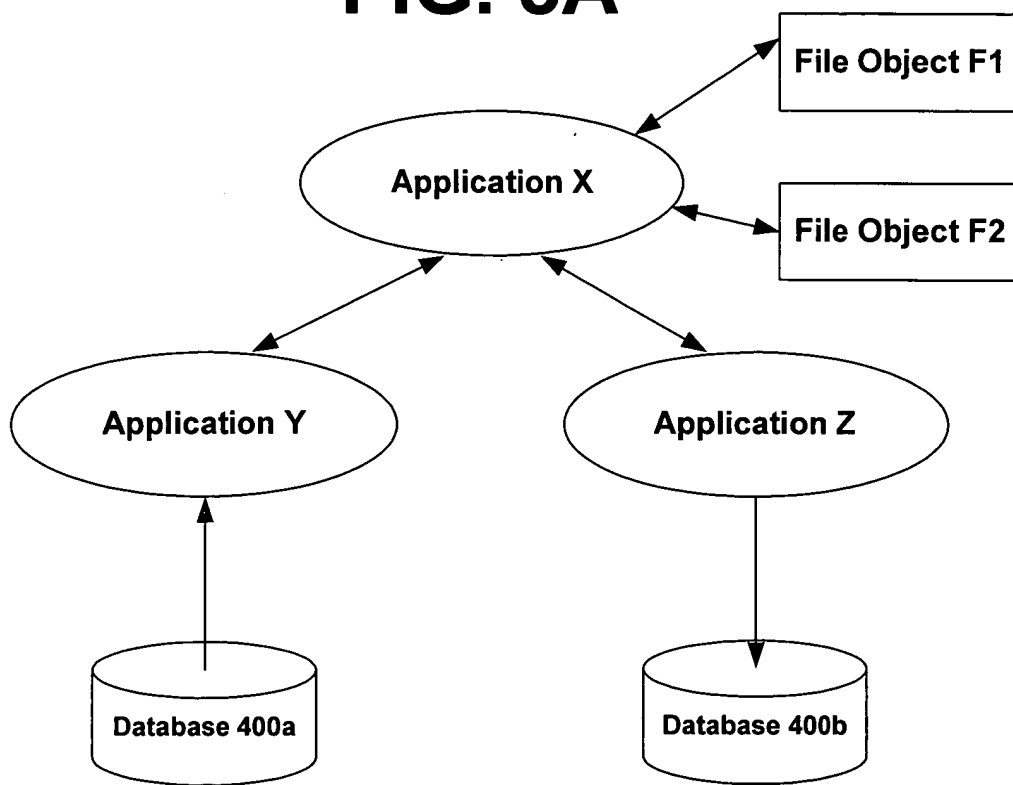 File Object F1
Application X
File Object F2
Application Y
Application Z
Database 400a
Database 400b